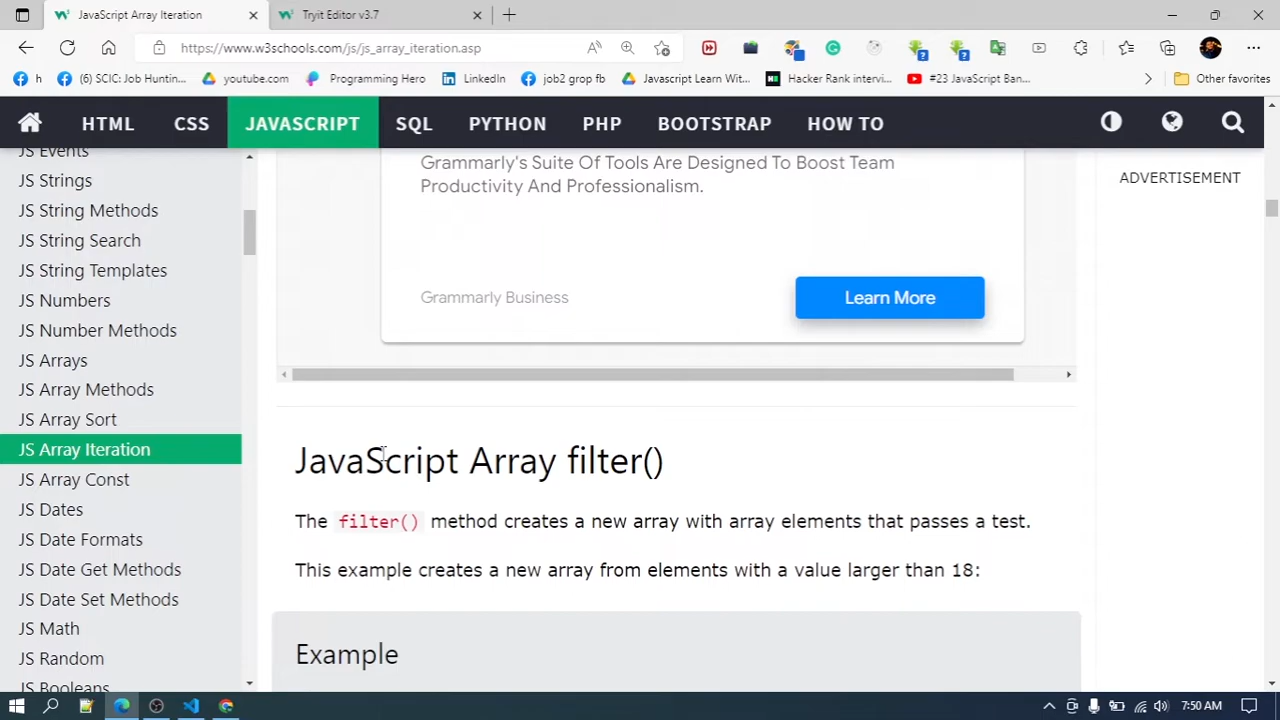 JavaScript Array Iteration
Tryit Editor v3.7
https://www.w3schools.com/js/js_array_iteration.asp
h
(6) SCIC: Job Huntin...
youtube.com
Programming Hero
LinkedIn
job2 grop fb
Javascript Learn Wit...
Hacker Rank intervi...
#23 JavaScript Ban...
Other favorites
HTML
CSS
JAVASCRIPT
SQL
PYTHON
PHP
BOOTSTRAP
HOW TO
JS Events
JS Strings
JS String Methods
JS String Search
JS String Templates
JS Numbers
JS Number Methods
JS Arrays
JS Array Methods
JS Array Sort
JS Array Iteration
JS Array Const
JS Dates
JS Date Formats
JS Date Get Methods
JS Date Set Methods
JS Math
JS Random
JS Booleans
Grammarly's Suite Of Tools Are Designed To Boost Team
Productivity And Professionalism.
Grammarly Business
Learn More
ADVERTISEMENT
JavaScript Array filter()
The filter() method creates a new array with array elements that passes a test.
This example creates a new array from elements with a value larger than 18:
Example
7:50 AM